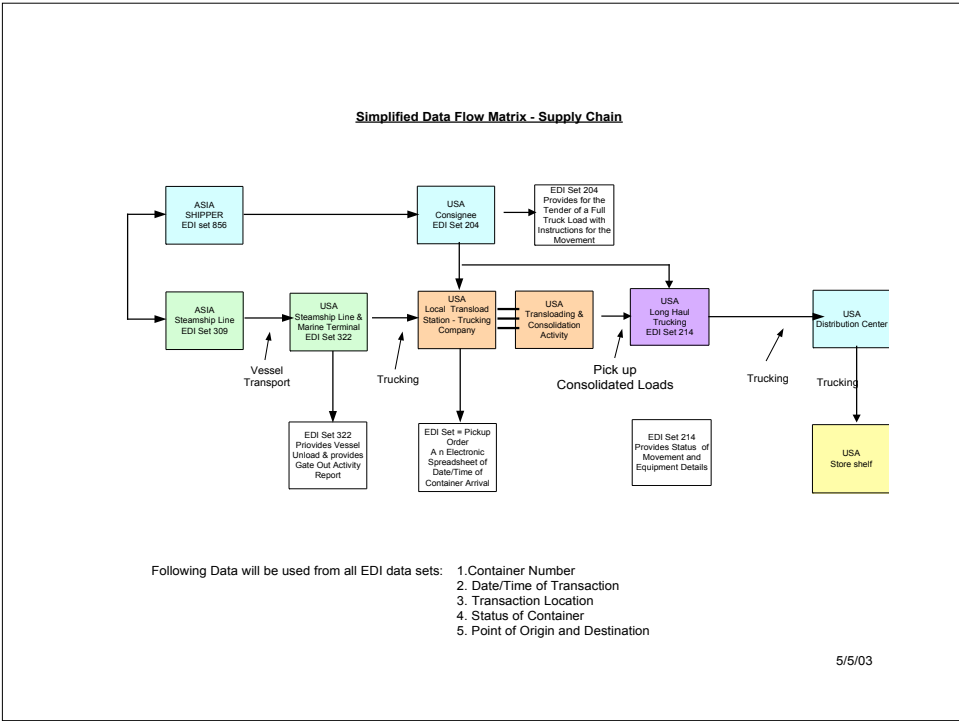 Simplified Data Flow Matrix - Supply Chain
ASIA
SHIPPER
EDI set 856
USA
Consignee
EDI Set 204
EDI Set 204
Provides for the
Tender of a Full
Truck Load with
Instructions for the
Movement
ASIA
Steamship Line
EDI Set 309
USA
Steamship Line &
Marine Terminal
EDI Set 322
USA
Local Transload
Station - Trucking
Company
USA
Transloading &
Consolidation
Activity
USA
Long Haul
Trucking
EDI Set 214
USA
Distribution Center
Vessel
Transport
Trucking
Pick up
Consolidated Loads
Trucking
Trucking
EDI Set 322
Priovides Vessel
Unload & provides
Gate Out Activity
Report
EDI Set = Pickup
Order
A n Electronic
Spreadsheet of
Date/Time of
Container Arrival
EDI Set 214
Provides Status of
Movement and
Equipment Details
USA
Store shelf
Following Data will be used from all EDI data sets: 1.Container Number
2. Date/Time of Transaction
3. Transaction Location
4. Status of Container
5. Point of Origin and Destination
5/5/03